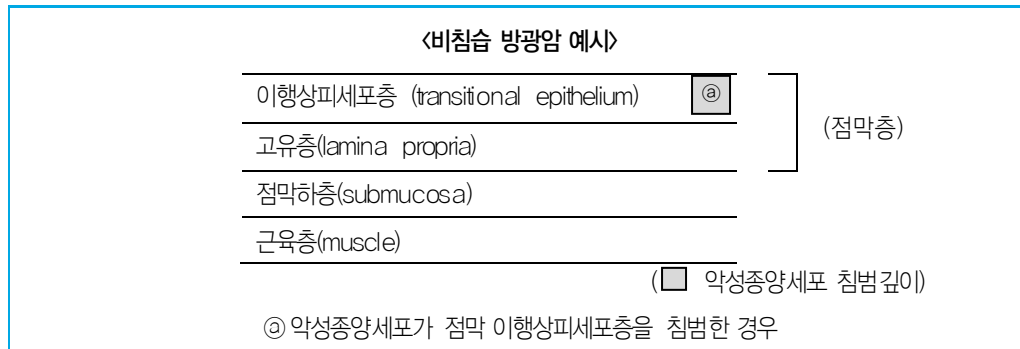 <비침습 방광암 예시>
이행상피세포층 (transitional epithelium) ⓐ
(점막층)
고유층(lamina propria)
점막하층(submucosa)
근육층(muscle)
( 악성종양세포 침범깊이)
ⓐ악성종양세포가 점막 이행상피세포층을 침범한 경우